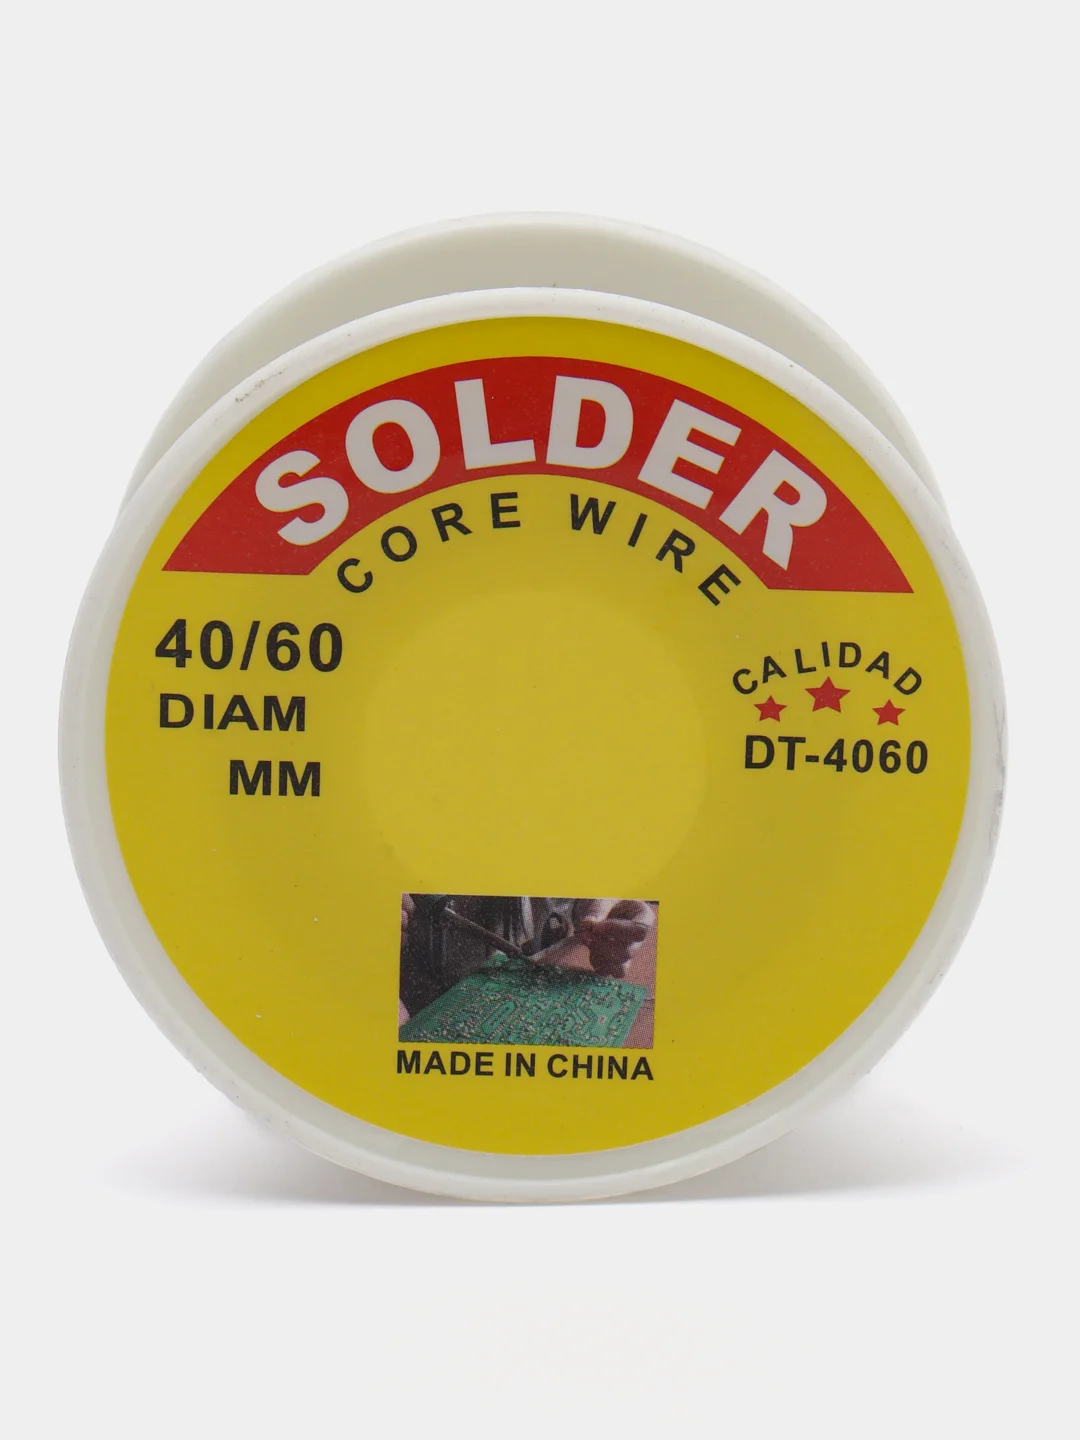 SOLDER
CORE WIRE
40/60
DIAM
MM
CALIDAD
DT-4060
MADE IN CHINA